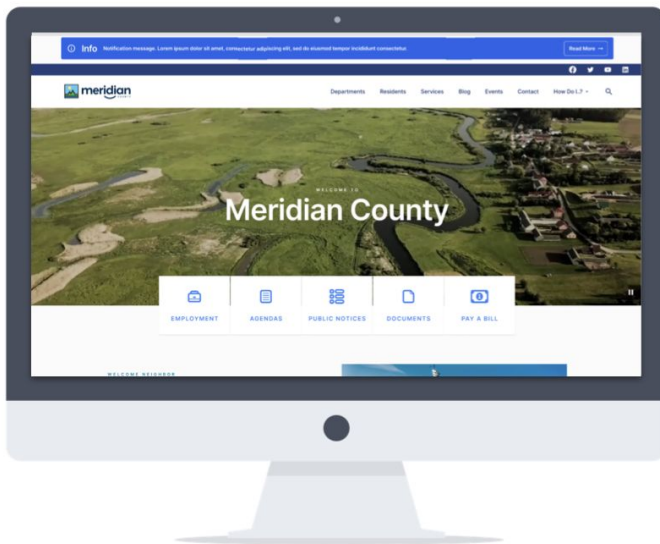 Info Notification message. Lorem ipsum dolor sit amet, consectetur adipiscing elit, sed do eiusmod tempor incididunt consectetur. Read More →
meridian Departments Residents Services Blog Events Contact How Do I..?
WELCOME TO
Meridian County
EMPLOYMENT AGENDAS PUBLIC NOTICES DOCUMENTS PAY A BILL
WELCOME NEIGHBOR